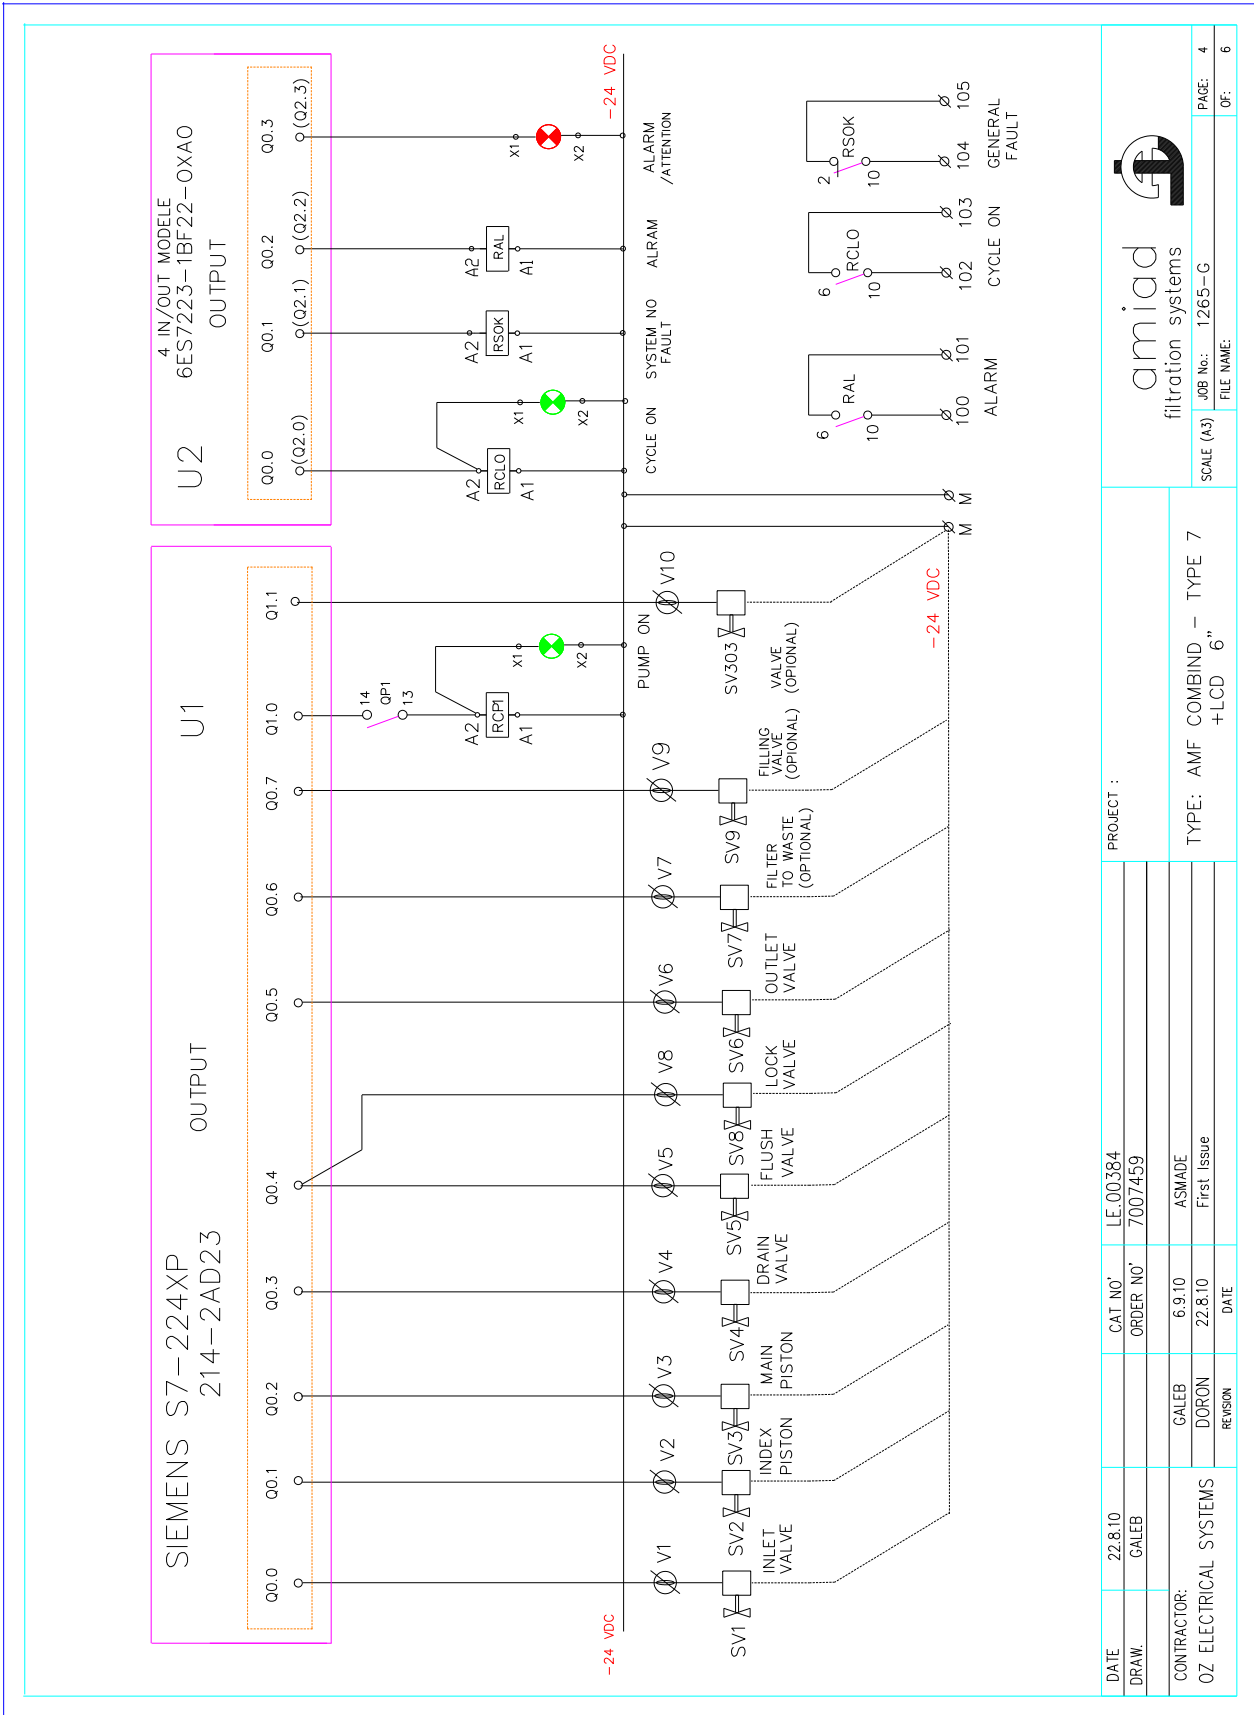 SIEMENS S7-224XP
214-2AD23
OUTPUT
U1
Q0.0
Q0.1
Q0.2
Q0.3
Q0.4
Q0.5
Q0.6
Q0.7
Q1.0
Q1.1
U2
4 IN/OUT MODELE
6ES7223-1BF22-0XA0
OUTPUT
Q0.0
(Q2.0)
Q0.1
(Q2.1)
Q0.2
(Q2.2)
Q0.3
(Q2.3)
14
QP1
13
A2
RCP1
A1
X1
X2
A2
RCLO
A1
X1
X2
A2
RSOK
A1
A2
RAL
A1
X1
X2
-24 VDC
-24 VDC
PUMP ON
CYCLE ON
SYSTEM NO
FAULT
ALRAM
ALARM
/ATTENTION
V1
V2
V3
V4
V5
V8
V6
V7
V9
V10
SV1
INLET
VALVE
SV2
INDEX
PISTON
SV3
MAIN
PISTON
SV4
DRAIN
VALVE
SV5
FLUSH
VALVE
SV8
LOCK
VALVE
SV6
OUTLET
VALVE
SV7
FILTER
TO WASTE
(OPTIONAL)
SV9
FILLING
VALVE
(OPIONAL)
SV303
VALVE
(OPIONAL)
-24 VDC
M
M
6
RAL
10
100
101
ALARM
6
RCLO
10
102
103
CYCLE ON
2
RSOK
10
104
105
GENERAL
FAULT
DATE
22.8.10
CAT NO'
LE.00384
DRAW.
GALEB
ORDER NO'
7007459
PROJECT :
CONTRACTOR:
OZ ELECTRICAL SYSTEMS
GALEB
6.9.10
ASMADE
DORON
22.8.10
First Issue
REVISION
DATE
TYPE: AMF COMBIND - TYPE 7
+LCD 6"
amiad
filtration systems
SCALE (A3)
JOB No.: 1265-G
FILE NAME:
PAGE: 4
OF: 6